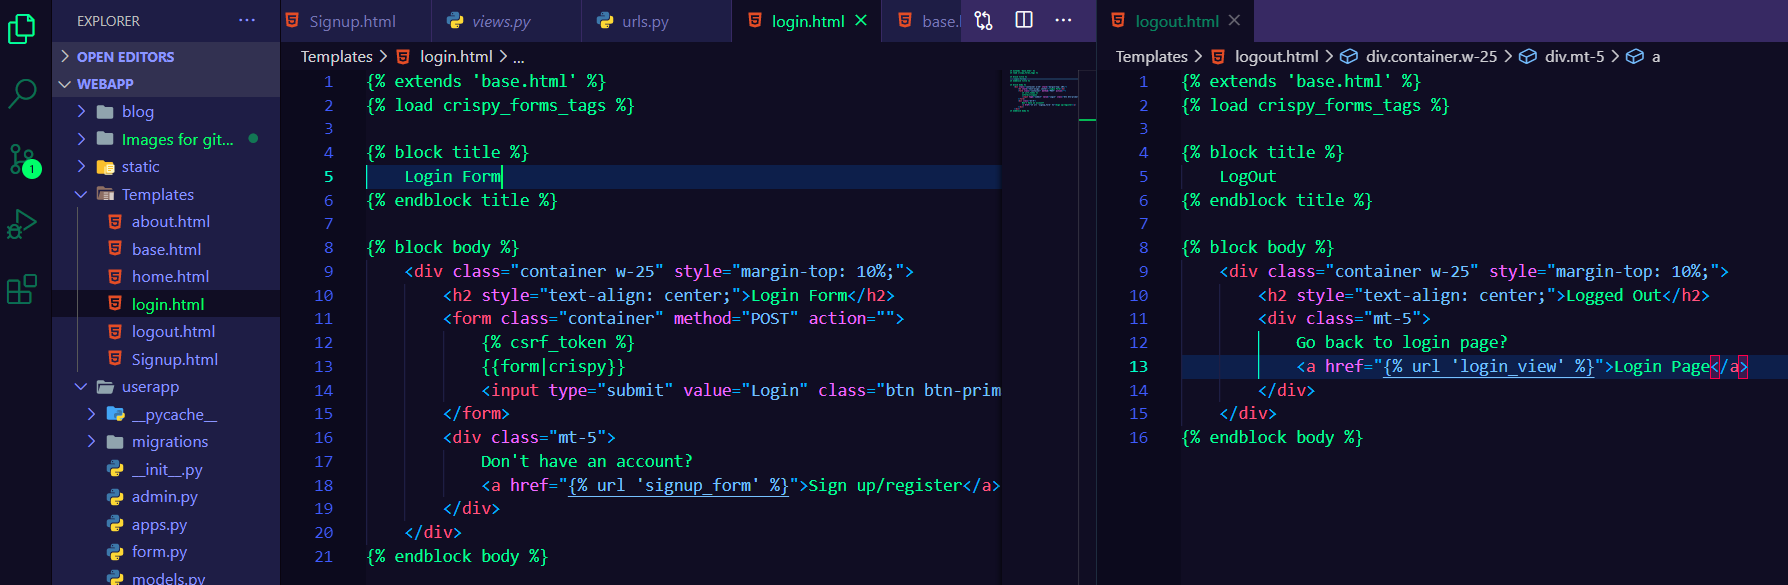 EXPLORER
OPEN EDITORS
WEBAPP
blog
Images for git...
static
Templates
about.html
base.html
home.html
login.html
logout.html
Signup.html
userapp
__pycache__
migrations
__init__.py
admin.py
apps.py
form.py
models.py
1
Signup.html
views.py
urls.py
login.html
base.
Templates > login.html > ...
1 {% extends 'base.html' %}
2 {% load crispy_forms_tags %}
3
4 {% block title %}
5 Login Form
6 {% endblock title %}
7
8 {% block body %}
9 <div class="container w-25" style="margin-top: 10%;">
10 <h2 style="text-align: center;">Login Form</h2>
11 <form class="container" method="POST" action="">
12 {% csrf_token %}
13 {{form|crispy}}
14 <input type="submit" value="Login" class="btn btn-prim
15 </form>
16 <div class="mt-5">
17 Don't have an account?
18 <a href="{% url 'signup_form' %}">Sign up/register</a>
19 </div>
20 </div>
21 {% endblock body %}
logout.html
Templates > logout.html > div.container.w-25 > div.mt-5 > a
1 {% extends 'base.html' %}
2 {% load crispy_forms_tags %}
3
4 {% block title %}
5 LogOut
6 {% endblock title %}
7
8 {% block body %}
9 <div class="container w-25" style="margin-top: 10%;">
10 <h2 style="text-align: center;">Logged Out</h2>
11 <div class="mt-5">
12 Go back to login page?
13 <a href="{% url 'login_view' %}">Login Page</a>
14 </div>
15 </div>
16 {% endblock body %}